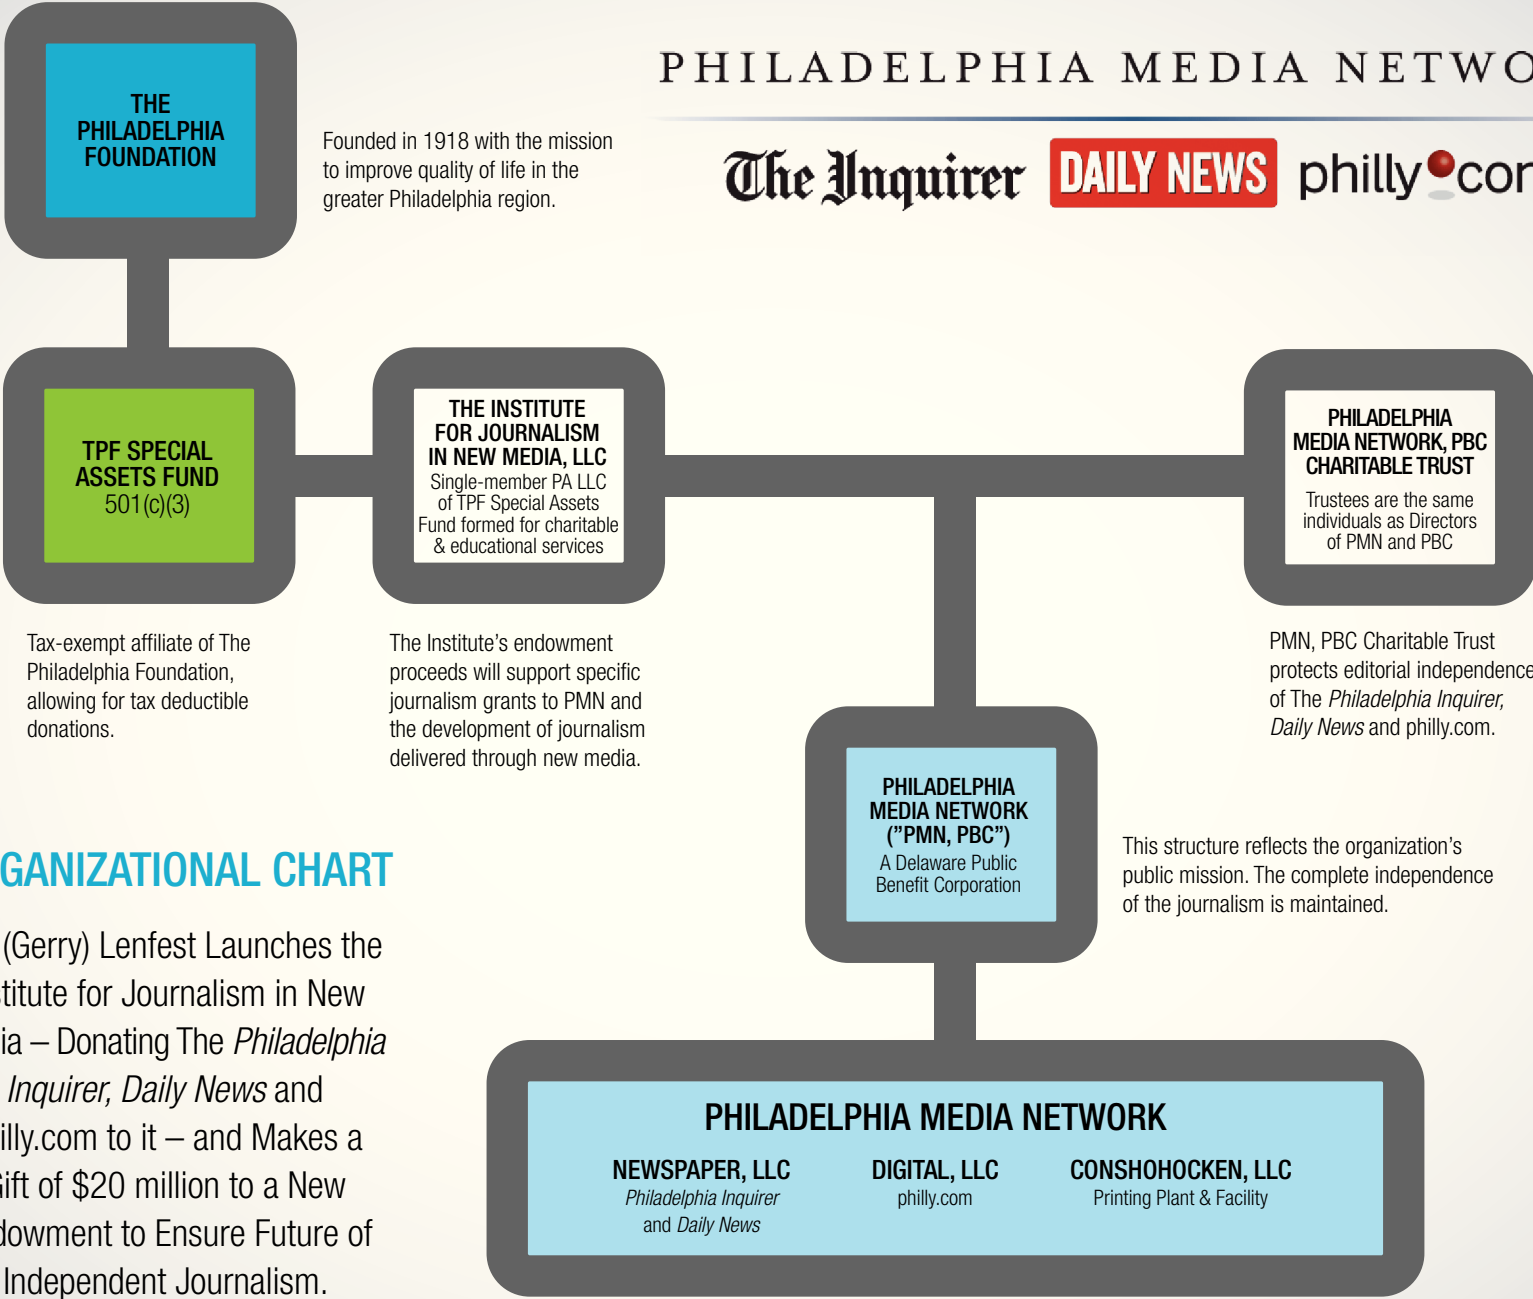 THE
PHILADELPHIA
FOUNDATION
Founded in 1918 with the mission
to improve quality of life in the
greater Philadelphia region.
PHILADELPHIA MEDIA NETWO
The Inquirer
DAILY NEWS
philly.com
TPF SPECIAL
ASSETS FUND
501(c)(3)
Tax-exempt affiliate of The
Philadelphia Foundation,
allowing for tax deductible
donations.
THE INSTITUTE
FOR JOURNALISM
IN NEW MEDIA, LLC
Single-member PA LLC
of TPF Special Assets
Fund formed for charitable
& educational services
The Institute’s endowment
proceeds will support specific
journalism grants to PMN and
the development of journalism
delivered through new media.
PHILADELPHIA
MEDIA NETWORK, PBC
CHARITABLE TRUST
Trustees are the same
individuals as Directors
of PMN and PBC
PMN, PBC Charitable Trust
protects editorial independence
of The Philadelphia Inquirer,
Daily News and philly.com.
PHILADELPHIA
MEDIA NETWORK
(”PMN, PBC”)
A Delaware Public
Benefit Corporation
This structure reflects the organization’s
public mission. The complete independence
of the journalism is maintained.
GANIZATIONAL CHART
(Gerry) Lenfest Launches the
stitute for Journalism in New
ia – Donating The Philadelphia
Inquirer, Daily News and
illy.com to it – and Makes a
Gift of $20 million to a New
dowment to Ensure Future of
Independent Journalism.
PHILADELPHIA MEDIA NETWORK
NEWSPAPER, LLC
Philadelphia Inquirer
and Daily News
DIGITAL, LLC
philly.com
CONSHOHOCKEN, LLC
Printing Plant & Facility